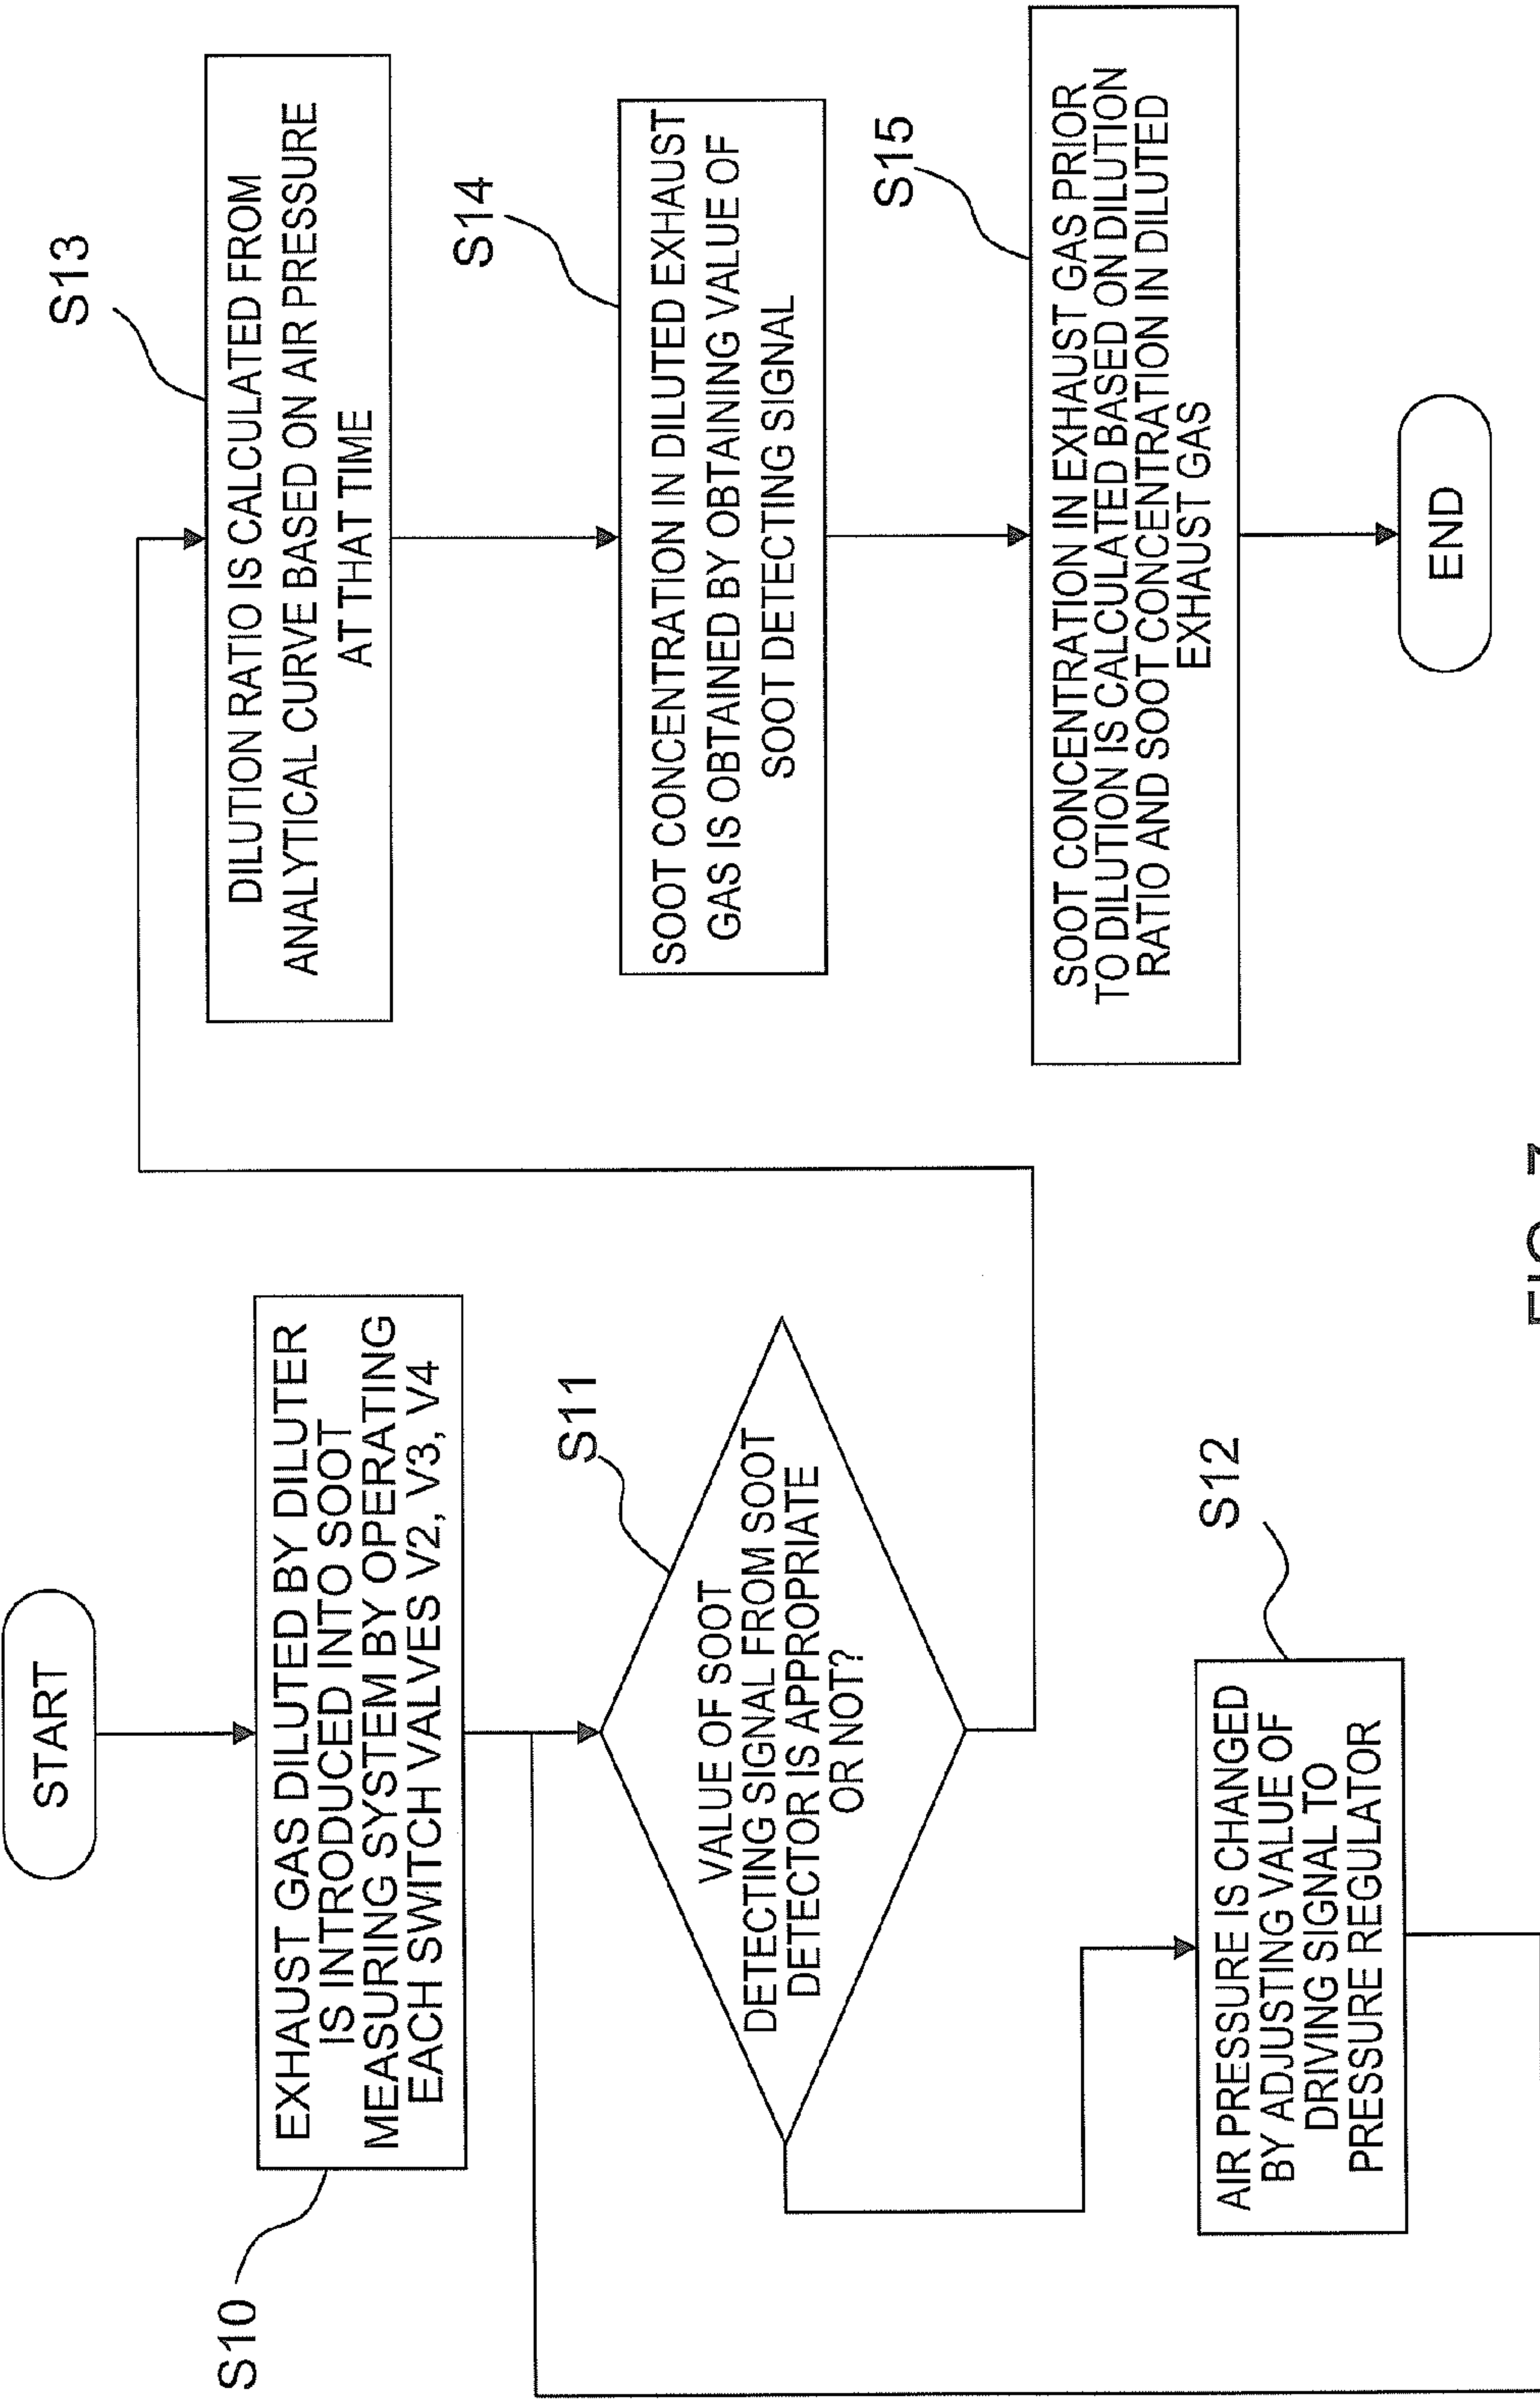 START
S10
EXHAUST GAS DILUTED BY DILUTER
IS INTRODUCED INTO SOOT
MEASURING SYSTEM BY OPERATING
EACH SWITCH VALVES V2, V3, V4
S11
VALUE OF SOOT
DETECTING SIGNAL FROM SOOT
DETECTOR IS APPROPRIATE
OR NOT?
S12
AIR PRESSURE IS CHANGED
BY ADJUSTING VALUE OF
DRIVING SIGNAL TO
PRESSURE REGULATOR
S13
DILUTION RATIO IS CALCULATED FROM
ANALYTICAL CURVE BASED ON AIR PRESSURE
AT THAT TIME
S14
SOOT CONCENTRATION IN DILUTED EXHAUST
GAS IS OBTAINED BY OBTAINING VALUE OF
SOOT DETECTING SIGNAL
S15
SOOT CONCENTRATION IN EXHAUST GAS PRIOR
TO DILUTION IS CALCULATED BASED ON DILUTION
RATIO AND SOOT CONCENTRATION IN DILUTED
EXHAUST GAS
END